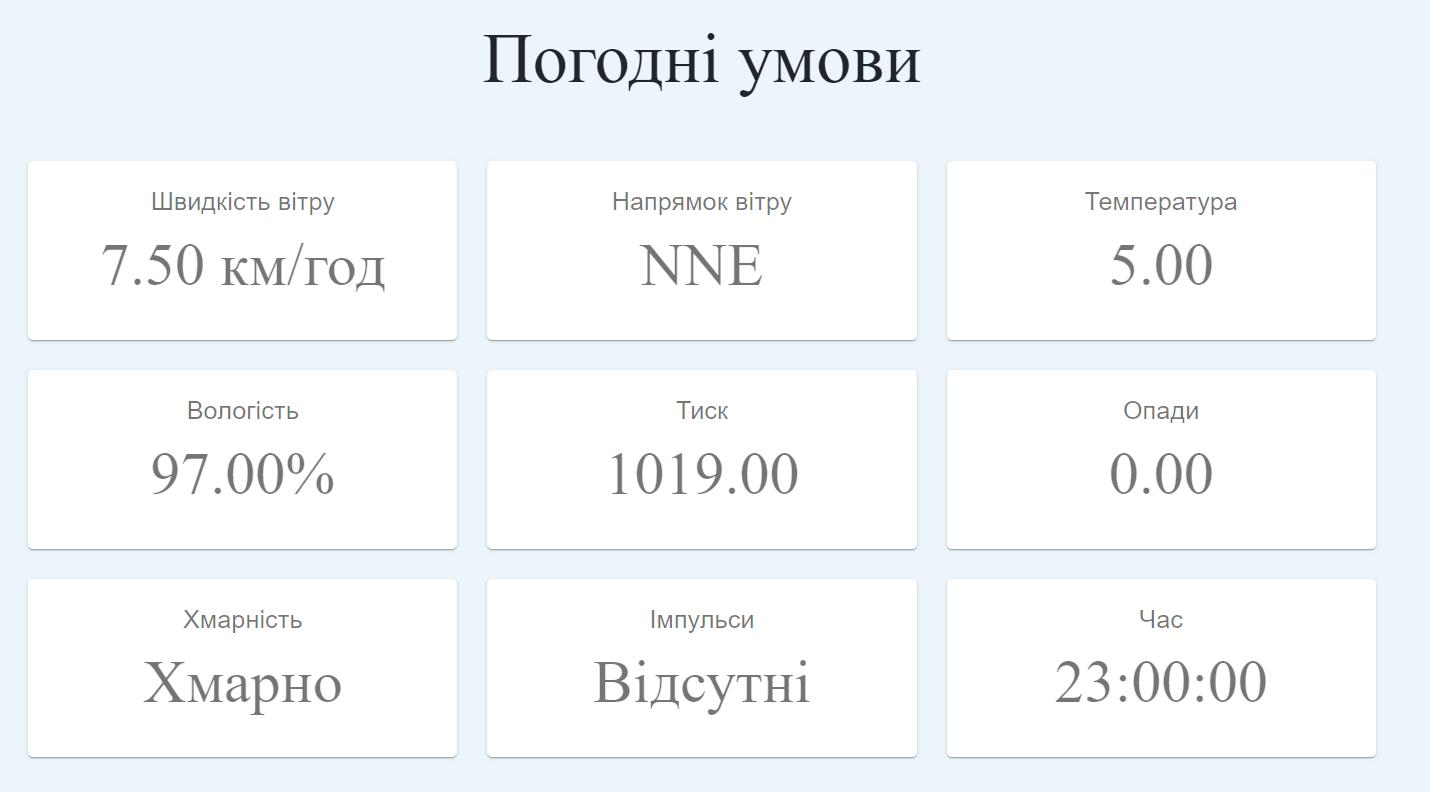 Погодні умови
Швидкість вітру
7.50 км/год
Напрямок вітру
NNE
Температура
5.00
Вологість
97.00%
Тиск
1019.00
Опади
0.00
Хмарність
Хмарно
Імпульси
Відсутні
Час
23:00:00